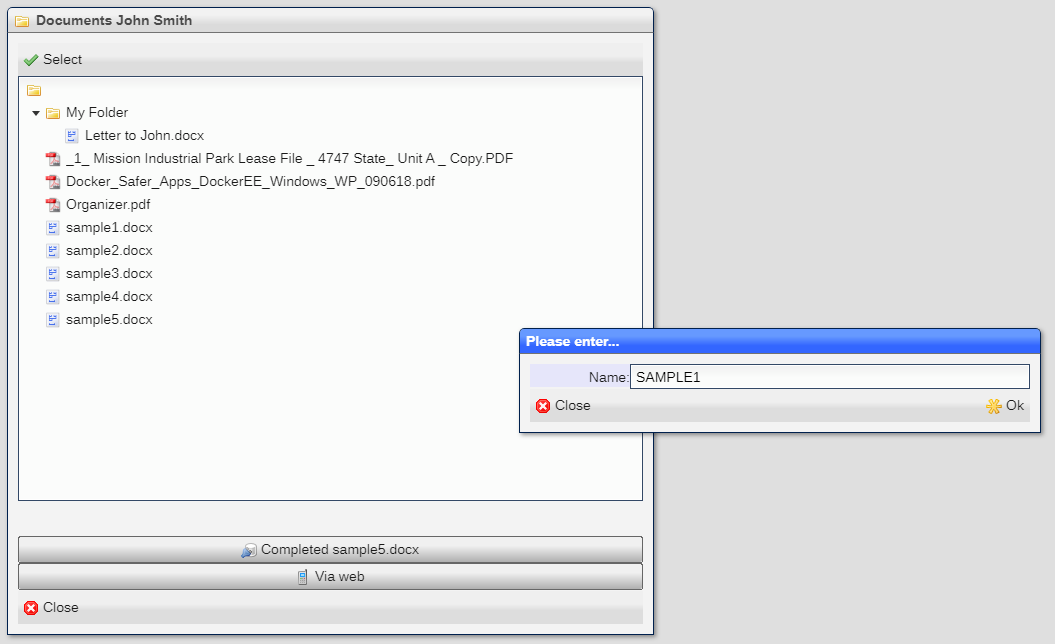 Documents John Smith
Select
My Folder
Letter to John.docx
_1_ Mission Industrial Park Lease File _ 4747 State_ Unit A _ Copy.PDF
Docker_Safer_Apps_DockerEE_Windows_WP_090618.pdf
Organizer.pdf
sample1.docx
sample2.docx
sample3.docx
sample4.docx
sample5.docx
Please enter...
Name: SAMPLE1
Close Ok
Completed sample5.docx
Via web
Close